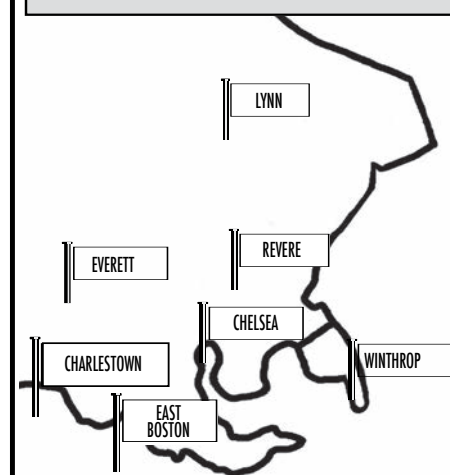 LYNN
REVERE
EVERETT
CHELSEA
CHARLESTOWN
WINTHROP
EAST
BOSTON